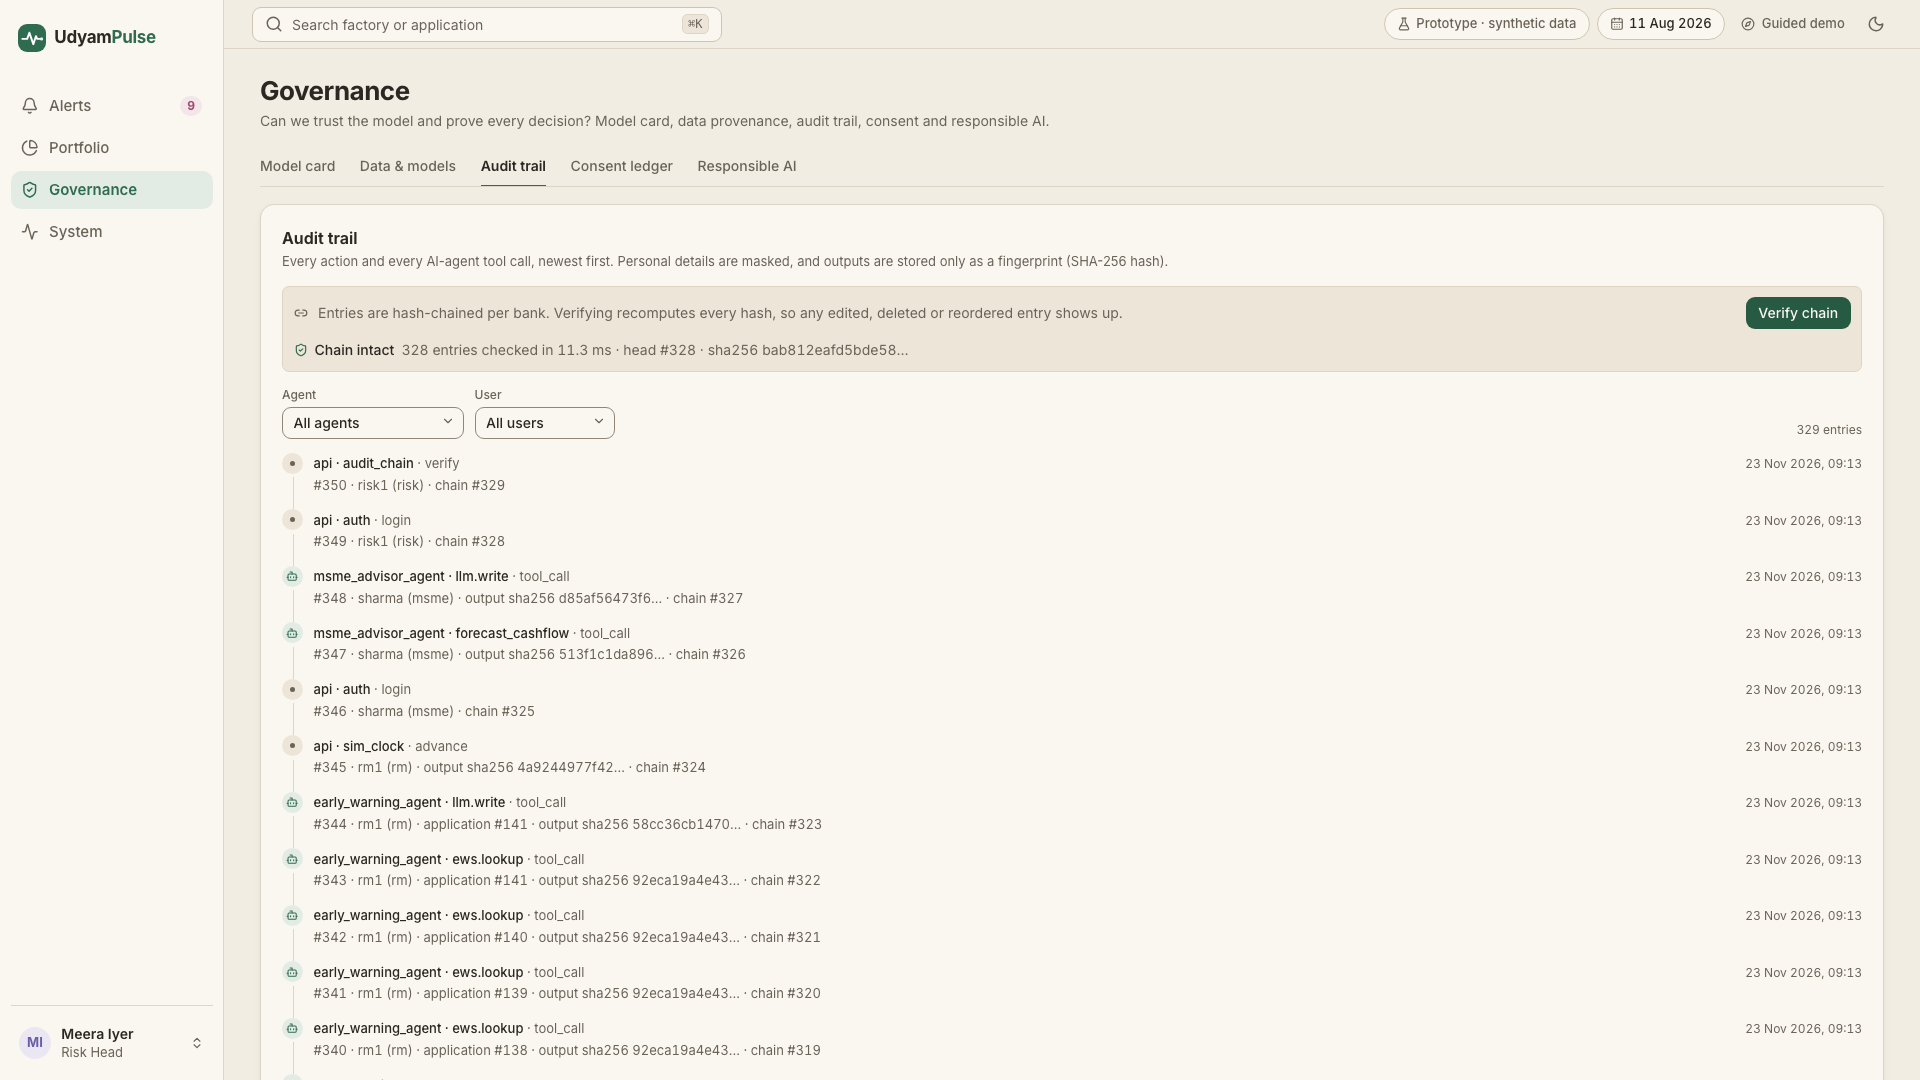 UdyamPulse
Search factory or application
⌘K
Prototype · synthetic data
11 Aug 2026
Guided demo
Alerts
9
Portfolio
Governance
System
Governance
Can we trust the model and prove every decision? Model card, data provenance, audit trail, consent and responsible AI.
Model card
Data & models
Audit trail
Consent ledger
Responsible AI
Audit trail
Every action and every AI-agent tool call, newest first. Personal details are masked, and outputs are stored only as a fingerprint (SHA-256 hash).
Entries are hash-chained per bank. Verifying recomputes every hash, so any edited, deleted or reordered entry shows up.
Verify chain
Chain intact 328 entries checked in 11.3 ms · head #328 · sha256 bab812eafd5bde58…
Agent
User
All agents
All users
329 entries
api · audit_chain · verify 23 Nov 2026, 09:13
#350 · risk1 (risk) · chain #329
api · auth · login 23 Nov 2026, 09:13
#349 · risk1 (risk) · chain #328
msme_advisor_agent · llm.write · tool_call 23 Nov 2026, 09:13
#348 · sharma (msme) · output sha256 d85af56473f6… · chain #327
msme_advisor_agent · forecast_cashflow · tool_call 23 Nov 2026, 09:13
#347 · sharma (msme) · output sha256 513f1c1da896… · chain #326
api · auth · login 23 Nov 2026, 09:13
#346 · sharma (msme) · chain #325
api · sim_clock · advance 23 Nov 2026, 09:13
#345 · rm1 (rm) · output sha256 4a9244977f42… · chain #324
early_warning_agent · llm.write · tool_call 23 Nov 2026, 09:13
#344 · rm1 (rm) · application #141 · output sha256 58cc36cb1470… · chain #323
early_warning_agent · ews.lookup · tool_call 23 Nov 2026, 09:13
#343 · rm1 (rm) · application #141 · output sha256 92eca19a4e43… · chain #322
early_warning_agent · ews.lookup · tool_call 23 Nov 2026, 09:13
#342 · rm1 (rm) · application #140 · output sha256 92eca19a4e43… · chain #321
early_warning_agent · ews.lookup · tool_call 23 Nov 2026, 09:13
#341 · rm1 (rm) · application #139 · output sha256 92eca19a4e43… · chain #320
early_warning_agent · ews.lookup · tool_call 23 Nov 2026, 09:13
#340 · rm1 (rm) · application #138 · output sha256 92eca19a4e43… · chain #319
MI
Meera Iyer
Risk Head